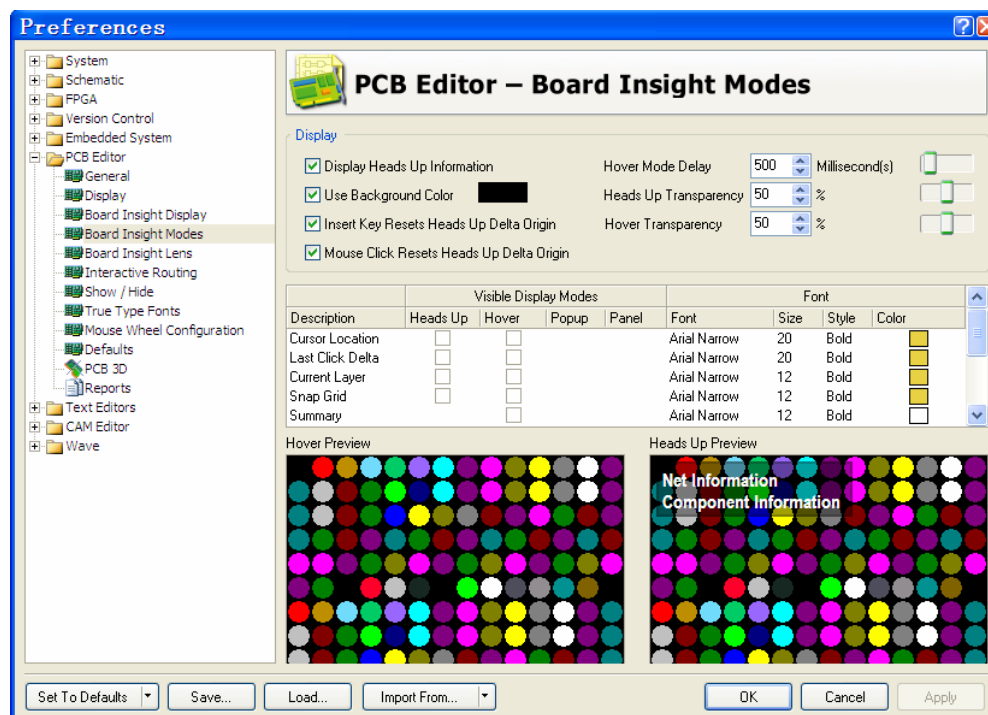 Preferences
System
Schematic
FPGA
Version Control
Embedded System
PCB Editor
General
Display
Board Insight Display
Board Insight Modes
Board Insight Lens
Interactive Routing
Show / Hide
True Type Fonts
Mouse Wheel Configuration
Defaults
PCB 3D
Reports
Text Editors
CAM Editor
Wave
PCB Editor – Board Insight Modes
Display
Display Heads Up Information Hover Mode Delay 500 Millisecond(s)
Use Background Color Heads Up Transparency 50 %
Insert Key Resets Heads Up Delta Origin Hover Transparency 50 %
Mouse Click Resets Heads Up Delta Origin
Visible Display Modes Font
Description Heads Up Hover Popup Panel Font Size Style Color
Cursor Location Arial Narrow 20 Bold
Last Click Delta Arial Narrow 20 Bold
Current Layer Arial Narrow 12 Bold
Snap Grid Arial Narrow 12 Bold
Summary Arial Narrow 12 Bold
Hover Preview Heads Up Preview
Net Information
Component Information
Set To Defaults Save... Load... Import From... OK Cancel Apply